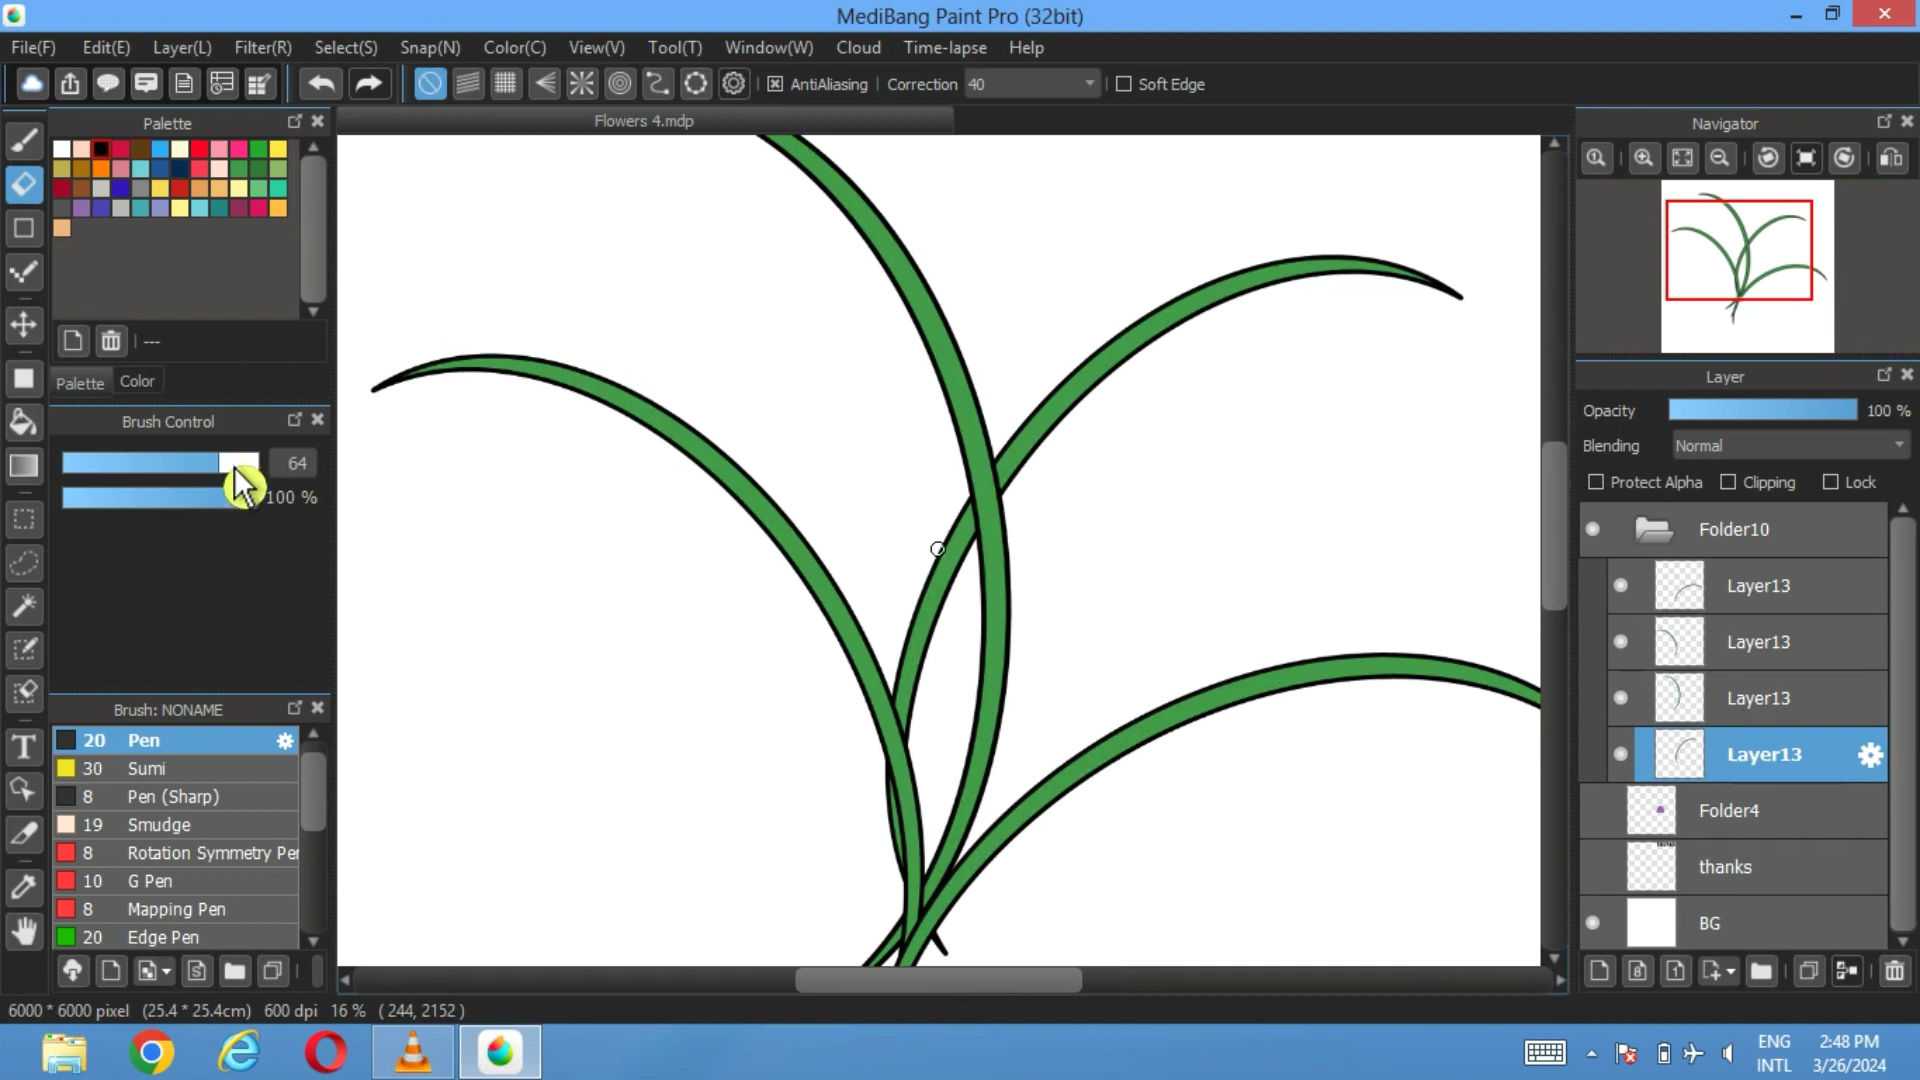 MediBang Paint Pro (32bit)
File(F) Edit(E) Layer(L) Filter(R) Select(S) Snap(N) Color(C) View(V) Tool(T) Window(W) Cloud Time-lapse Help
AntiAliasing Correction 40 Soft Edge
Palette
Flowers 4.mdp
Navigator
---
Palette Color
Brush Control
64
100 %
Layer
Opacity 100 %
Blending Normal
Protect Alpha Clipping Lock
Folder10
Layer13
Layer13
Layer13
Layer13
Folder4
thanks
BG
Brush: NONAME
20 Pen
30 Sumi
8 Pen (Sharp)
19 Smudge
8 Rotation Symmetry Per
10 G Pen
8 Mapping Pen
20 Edge Pen
6000 * 6000 pixel (25.4 * 25.4cm) 600 dpi 16 % ( 244, 2152 )
ENG
INTL
2:48 PM
3/26/2024